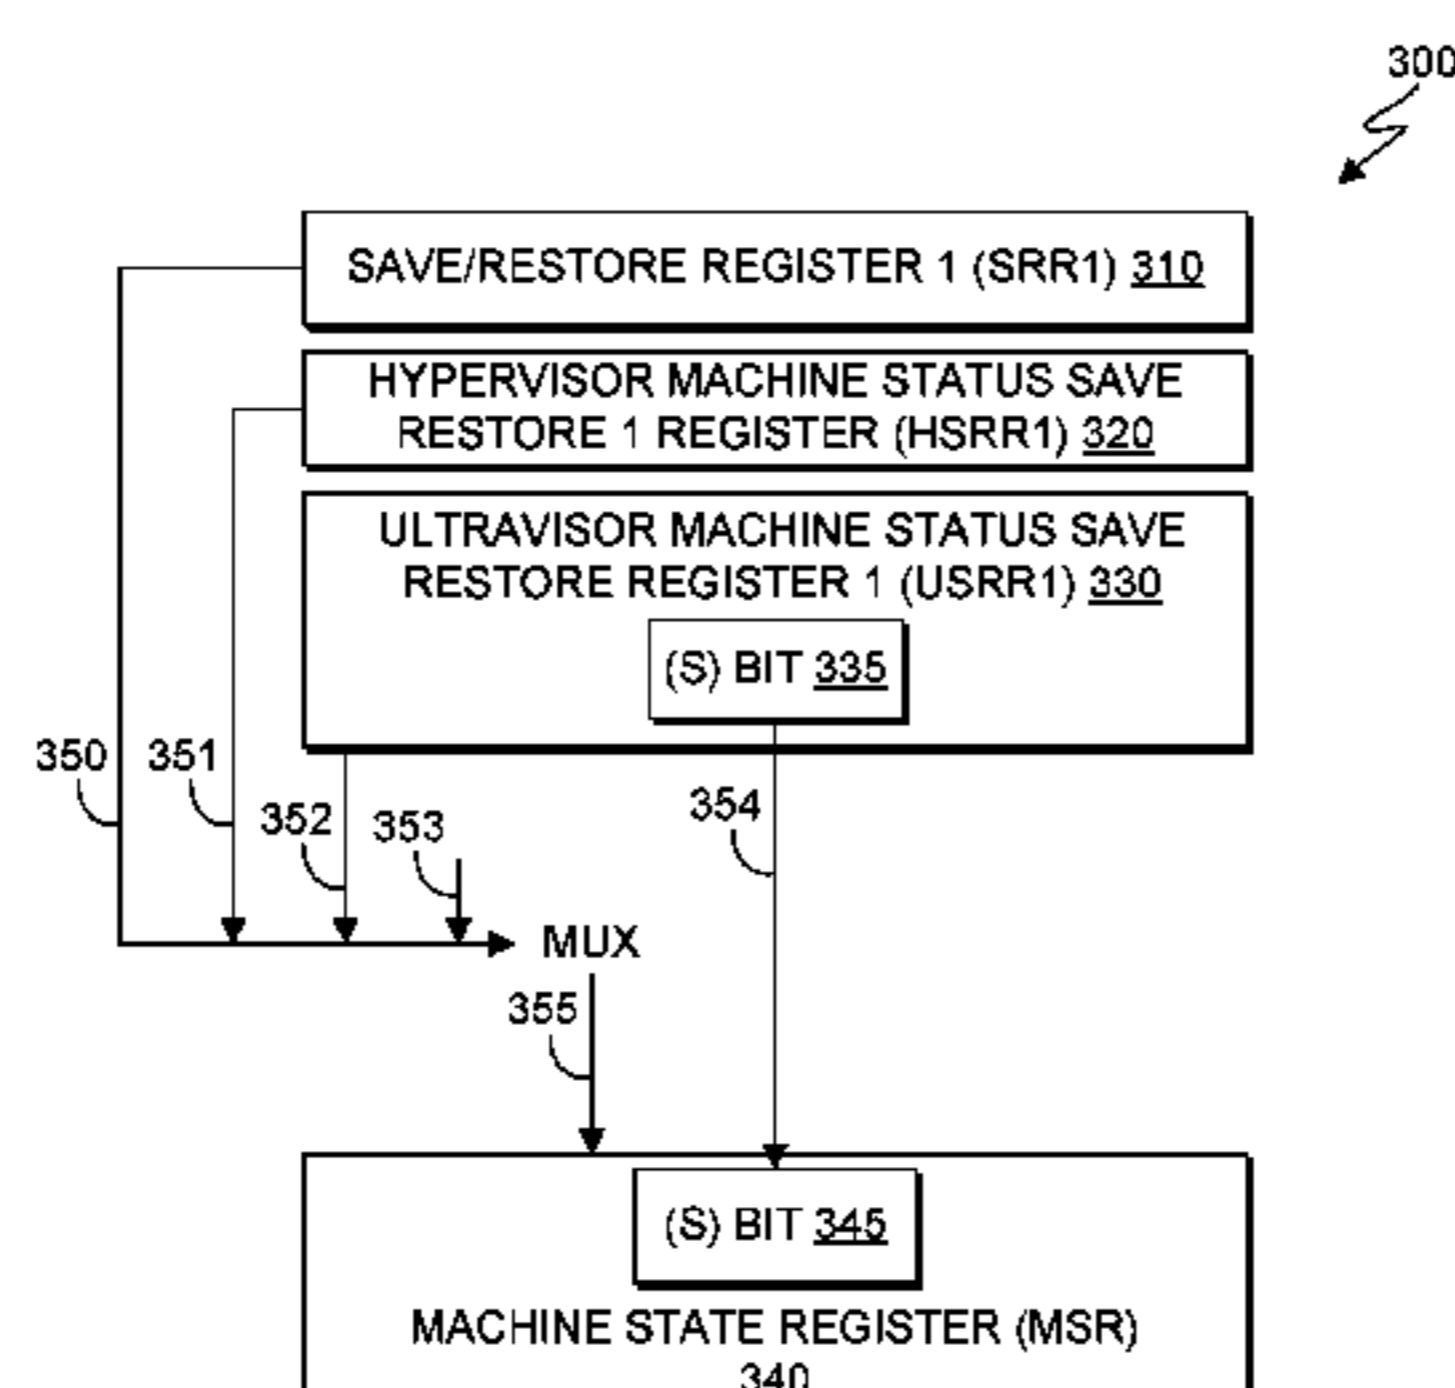 300
SAVE/RESTORE REGISTER 1 (SRR1) 310
HYPERVISOR MACHINE STATUS SAVE
RESTORE 1 REGISTER (HSRR1) 320
ULTRAVISOR MACHINE STATUS SAVE
RESTORE REGISTER 1 (USRR1) 330
(S) BIT 335
350
351
352
353
354
MUX
355
(S) BIT 345
MACHINE STATE REGISTER (MSR)
340